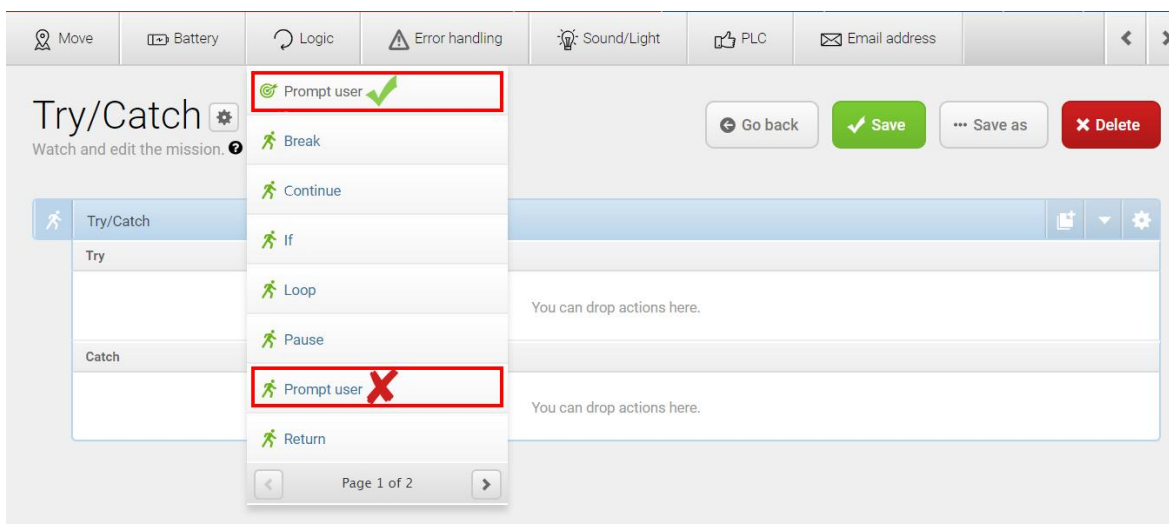 Move
Battery
Logic
Error handling
Sound/Light
PLC
Email address
Prompt user
Try/Catch
Watch and edit the mission.
Go back
Save
Save as
Delete
Break
Continue
Try/Catch
If
Try
Loop
You can drop actions here.
Pause
Catch
Prompt user
You can drop actions here.
Return
Page 1 of 2